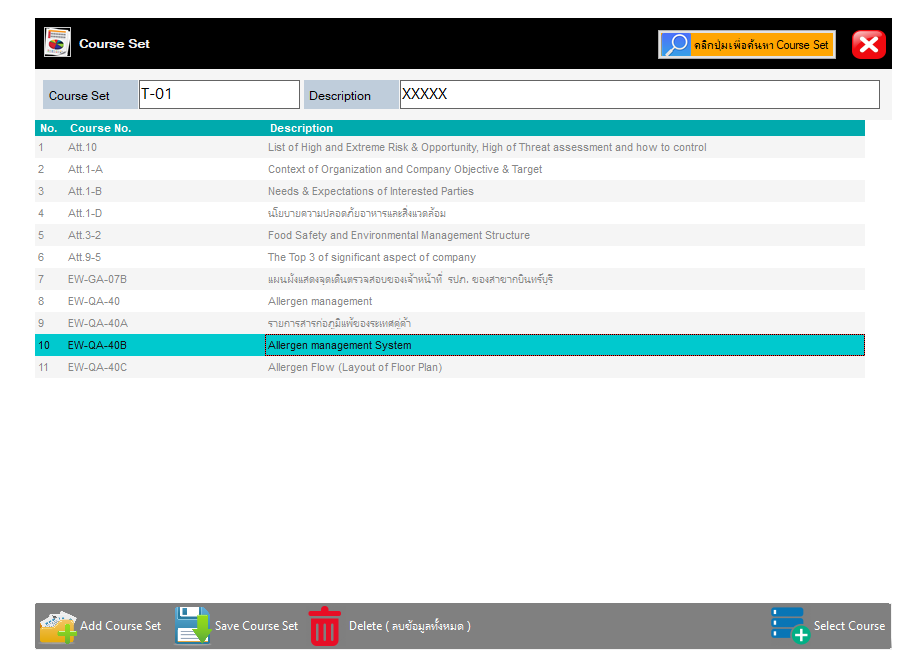 Course Set
คลิกปุ่มเพื่อค้นหา Course Set
Course Set T-01 Description XXXXX
No. Course No. Description
1 Att.10 List of High and Extreme Risk & Opportunity, High of Threat assessment and how to control
2 Att.1-A Context of Organization and Company Objective & Target
3 Att.1-B Needs & Expectations of Interested Parties
4 Att.1-D นโยบายความปลอดภัยอาหารและสิ่งแวดล้อม
5 Att.3-2 Food Safety and Environmental Management Structure
6 Att.9-5 The Top 3 of significant aspect of company
7 EW-GA-07B แผนผังแสดงจุดเดินตรวจสอบของเจ้าหน้าที่ รปภ. ของสาขากบินทร์บุรี
8 EW-QA-40 Allergen management
9 EW-QA-40A รายการสารก่อภูมิแพ้ของระเทศคู่ค้า
10 EW-QA-40B Allergen management System
11 EW-QA-40C Allergen Flow (Layout of Floor Plan)
Add Course Set Save Course Set Delete ( ลบข้อมูลทั้งหมด ) Select Course